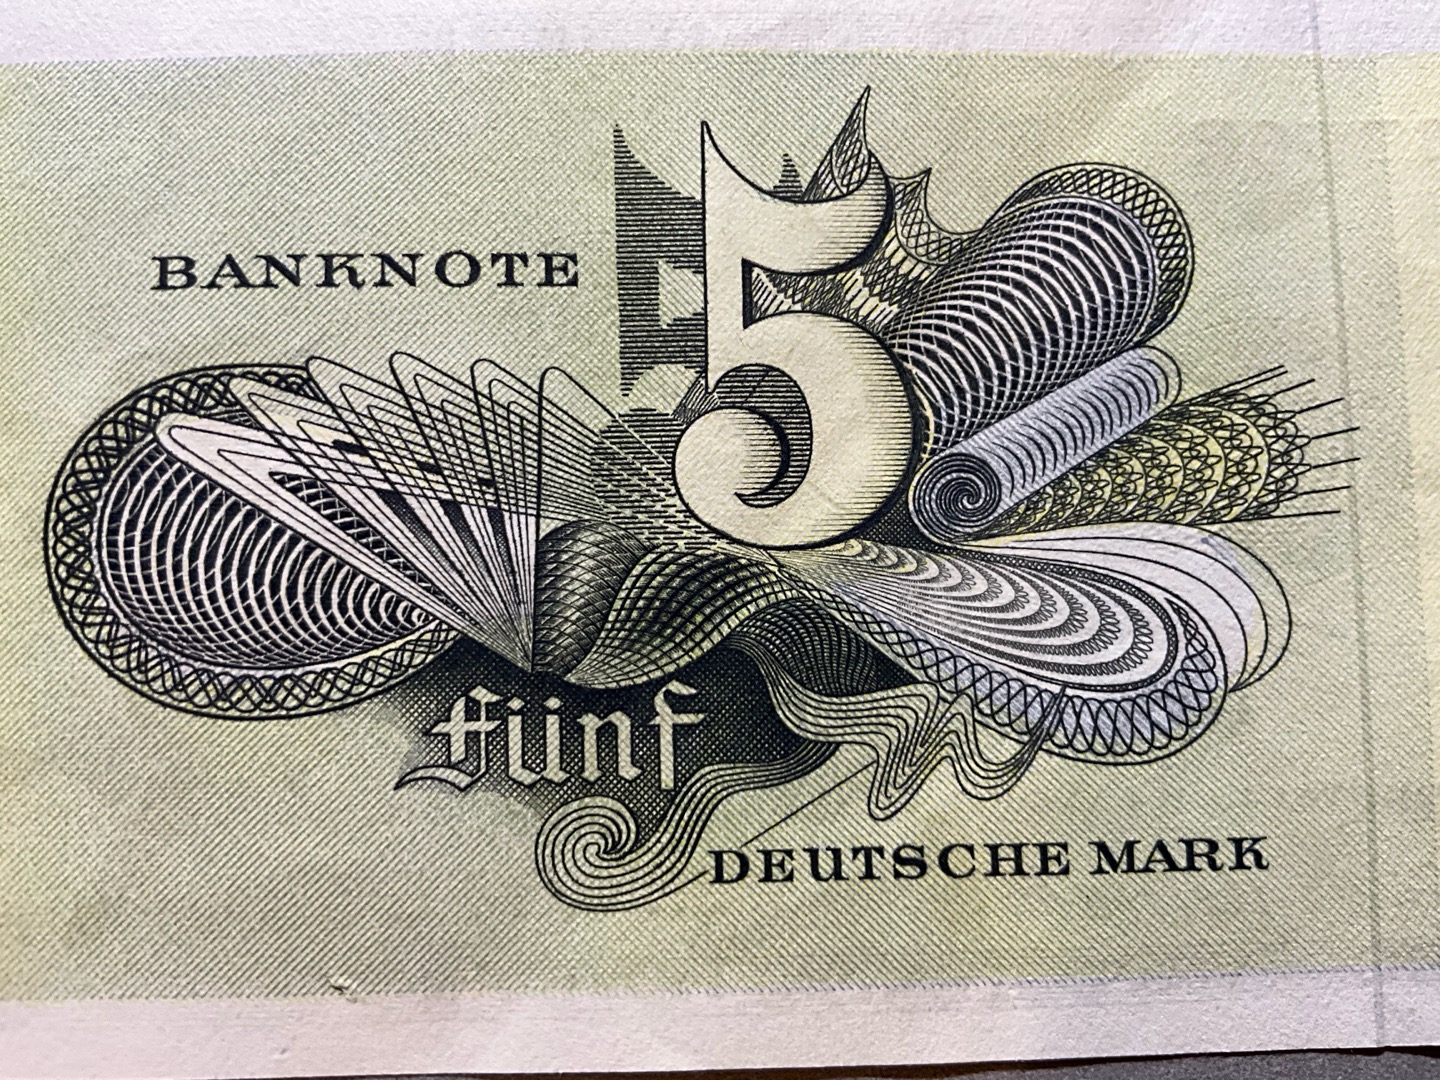 BANKNOTE
5
fünf
DEUTSCHE MARK